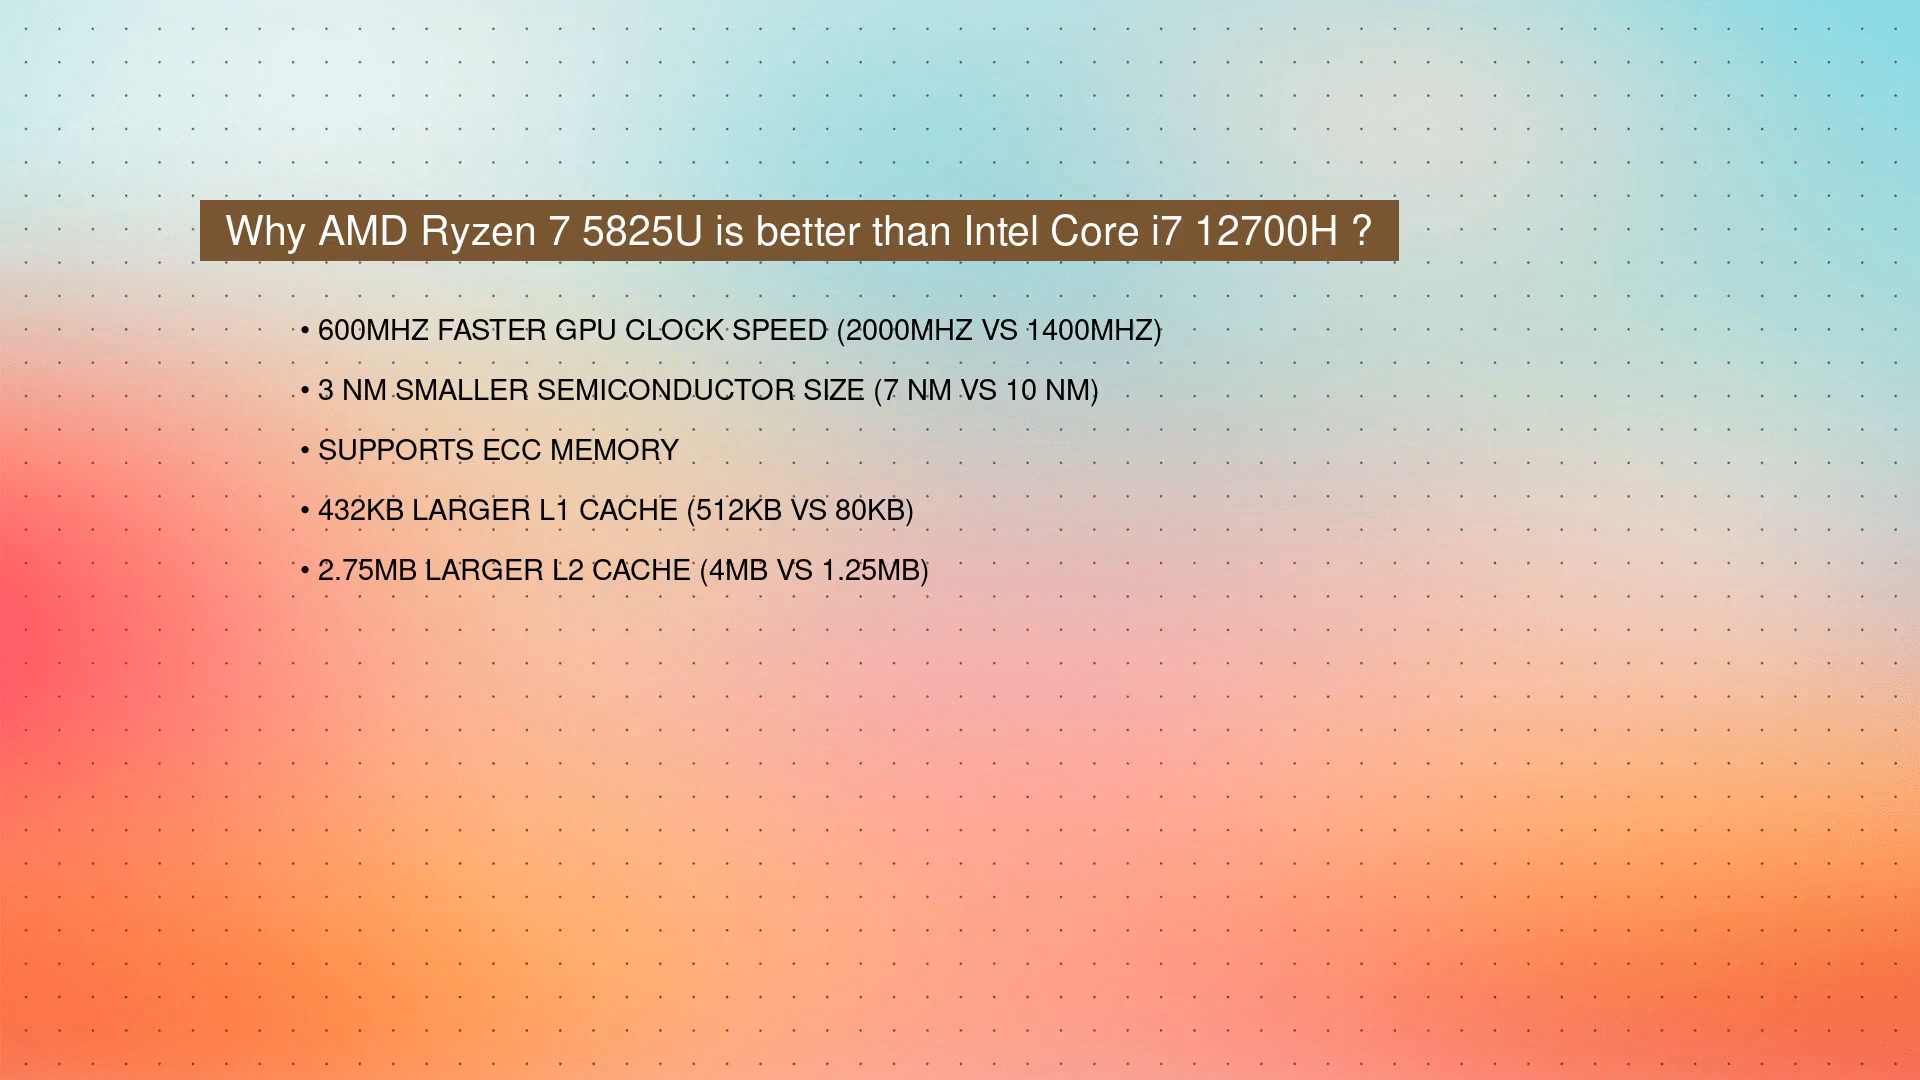 Why AMD Ryzen 7 5825U is better than Intel Core i7 12700H ?
• 600MHZ FASTER GPU CLOCK SPEED (2000MHZ VS 1400MHZ)
• 3 NM SMALLER SEMICONDUCTOR SIZE (7 NM VS 10 NM)
• SUPPORTS ECC MEMORY
• 432KB LARGER L1 CACHE (512KB VS 80KB)
• 2.75MB LARGER L2 CACHE (4MB VS 1.25MB)